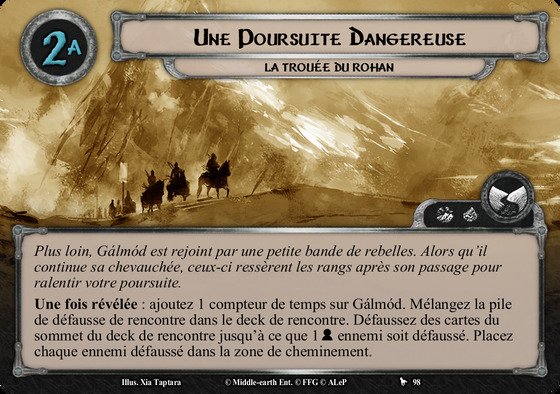 2A
Une Poursuite Dangereuse
La Trouée du Rohan
Plus loin, Gálmód est rejoint par une petite bande de rebelles. Alors qu'il
continue sa chevauchée, ceux-ci ressèrent les rangs après son passage pour
ralentir votre poursuite.
Une fois révélée : ajoutez 1 compteur de temps sur Gálmód. Mélangez la pile
de défausse de rencontre dans le deck de rencontre. Défaussez des cartes du
sommet du deck de rencontre jusqu'à ce que 1 ennemi soit défaussé. Placez
chaque ennemi défaussé dans la zone de cheminement.
Illus. Xia Taptara © Middle-earth Ent. © FFG © ALeP 98